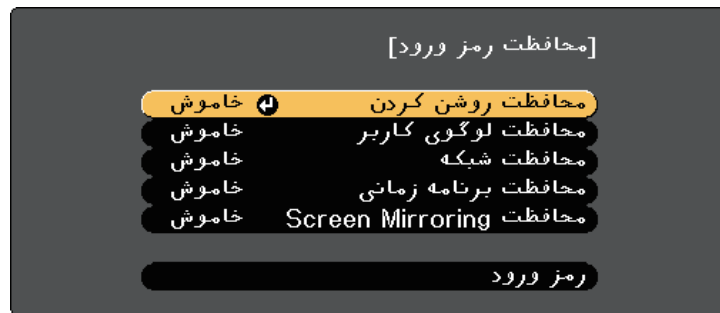 [محافظت رمز ورود]
محافظت روشن کردن خاموش
محافظت لوگوی کاربر خاموش
محافظت شبکه خاموش
محافظت برنامه زمانی خاموش
محافظت Screen Mirroring خاموش
رمز ورود